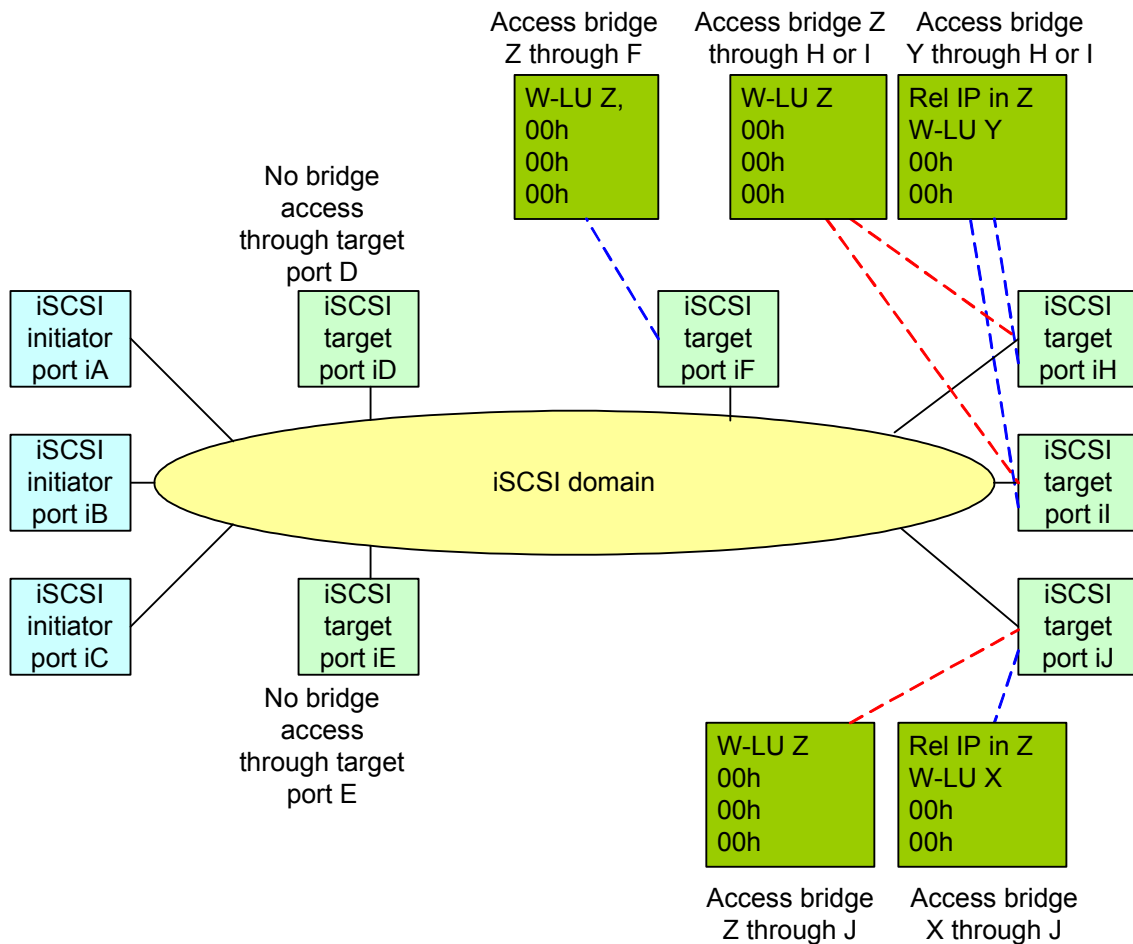 Access bridge
Z through F
Access bridge Z
through H or I
Access bridge
Y through H or I
W-LU Z,
00h
00h
00h
W-LU Z
00h
00h
00h
Rel IP in Z
W-LU Y
00h
00h
No bridge
access
through target
port D
iSCSI
initiator
port iA
iSCSI
target
port iD
iSCSI
target
port iF
iSCSI
target
port iH
iSCSI
initiator
port iB
iSCSI domain
iSCSI
target
port iI
iSCSI
initiator
port iC
iSCSI
target
port iE
iSCSI
target
port iJ
No bridge
access
through target
port E
W-LU Z
00h
00h
00h
Rel IP in Z
W-LU X
00h
00h
Access bridge
Z through J
Access bridge
X through J